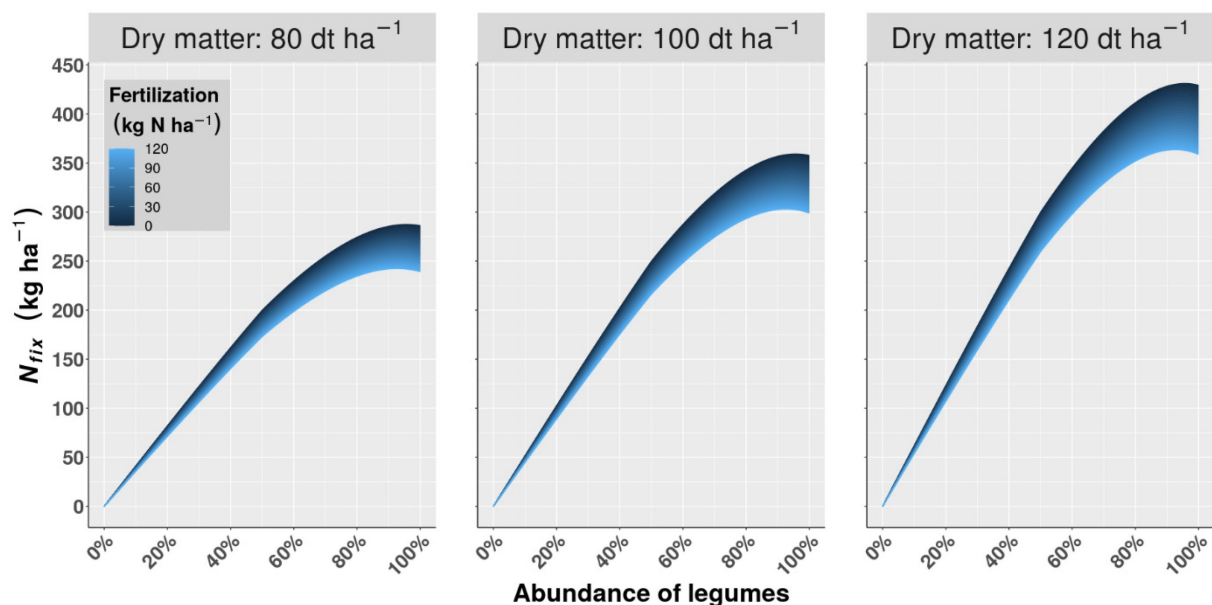 Dry matter: 80 dt ha⁻¹
Dry matter: 100 dt ha⁻¹
Dry matter: 120 dt ha⁻¹
450
400
350
300
250
200
150
100
50
0
Fertilization
(kg N ha⁻¹)
120
90
60
30
0
N_fix (kg ha⁻¹)
0% 20% 40% 60% 80% 100%
0% 20% 40% 60% 80% 100%
0% 20% 40% 60% 80% 100%
Abundance of legumes